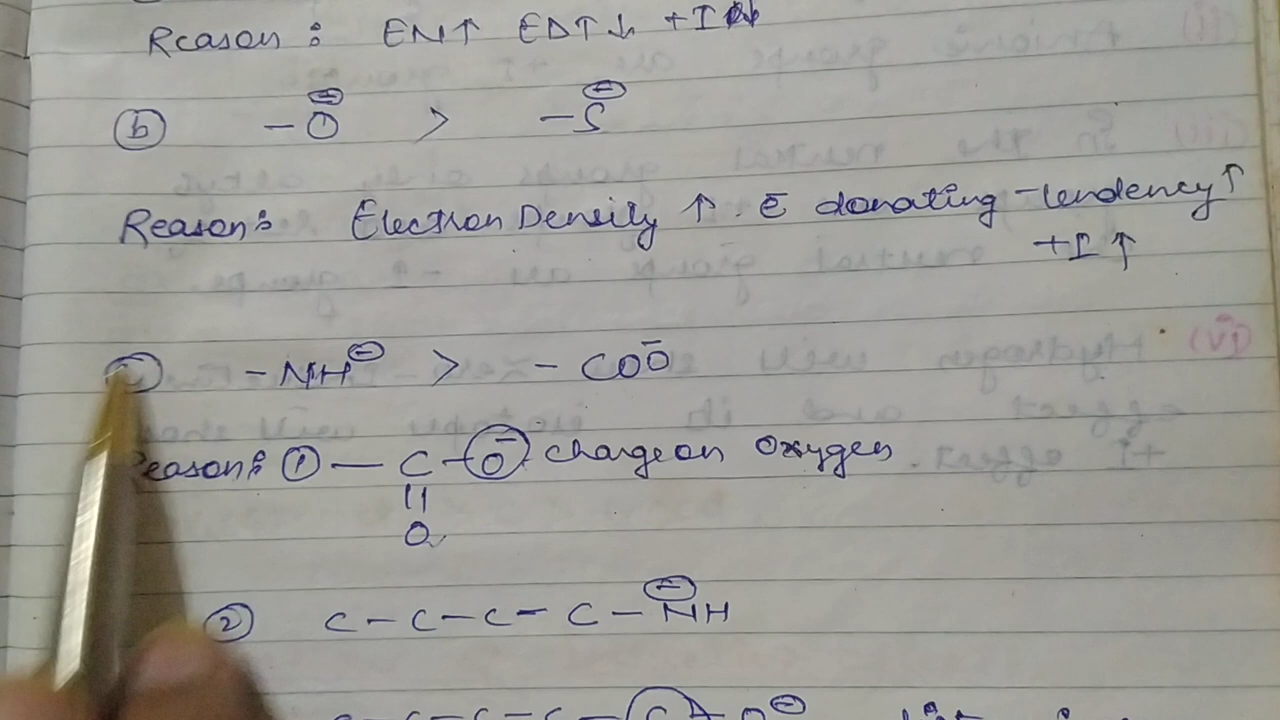 Reason : EN↑ ED↑↓ +I
(b) -O⊖ > -S⊖
Reason : Electron Density ↑. ē donating -tendency ↑
+I ↑
-NH⊖ > - COO-
Reason : ① — C - O- charge on oxygen.
||
O
② C - C - C - C - NH⊖
C - C - C - C - O⊖